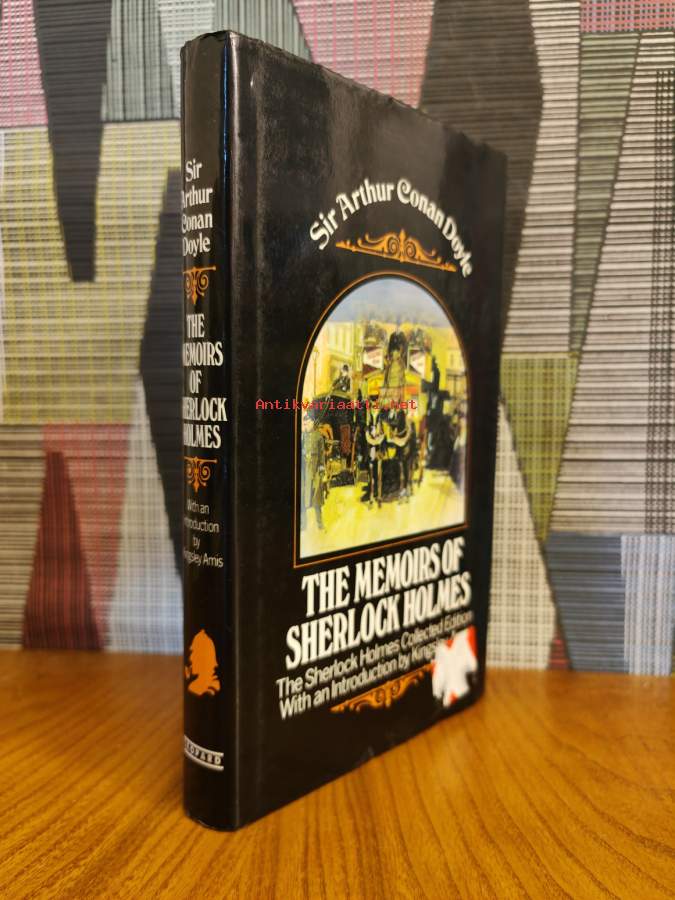 Sir
Arthur
Conan
Doyle
THE
MEMOIRS
OF
SHERLOCK
HOLMES
With an
Introduction
by
Kingsley Amis
LEOPARD
Sir Arthur Conan Doyle
Antikvariaatti.net
THE MEMOIRS OF
SHERLOCK HOLMES
The Sherlock Holmes Collected Edition
With an Introduction by